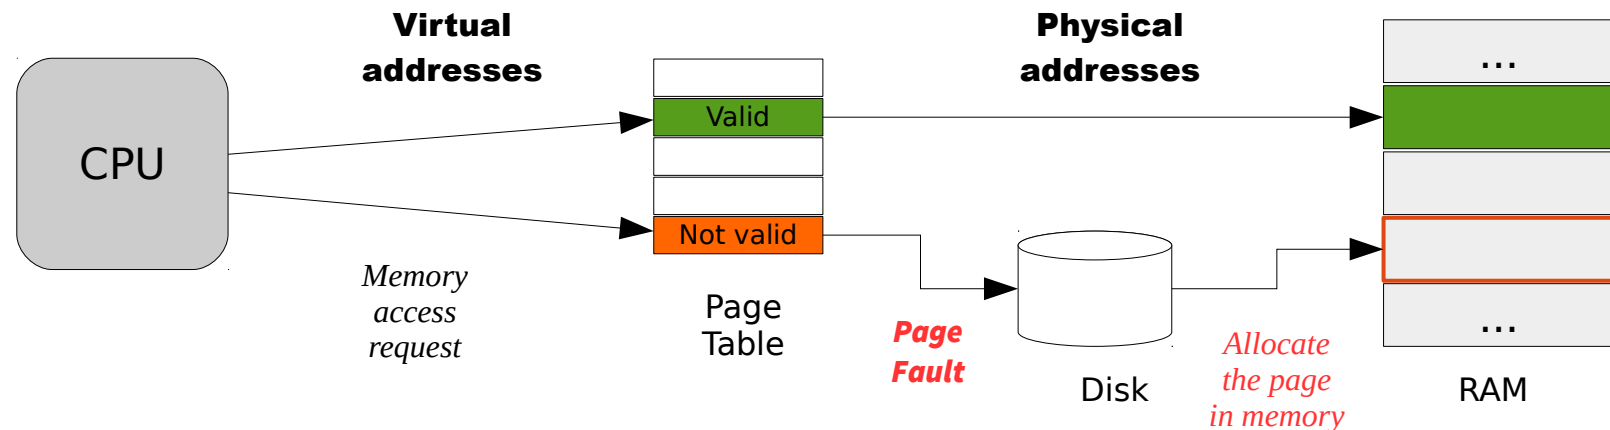 Virtual
addresses
Physical
addresses
...
CPU
Valid
Not valid
Memory
access
request
Page
Table
Page
Fault
Disk
Allocate
the page
in memory
...
RAM